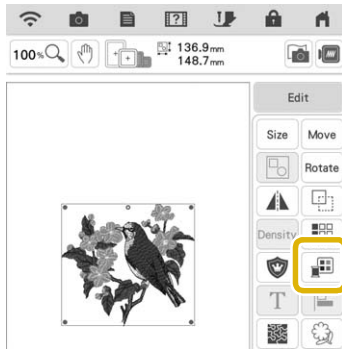 100%
136.9mm
148.7mm
Edit
Size Move
Rotate
Density
T